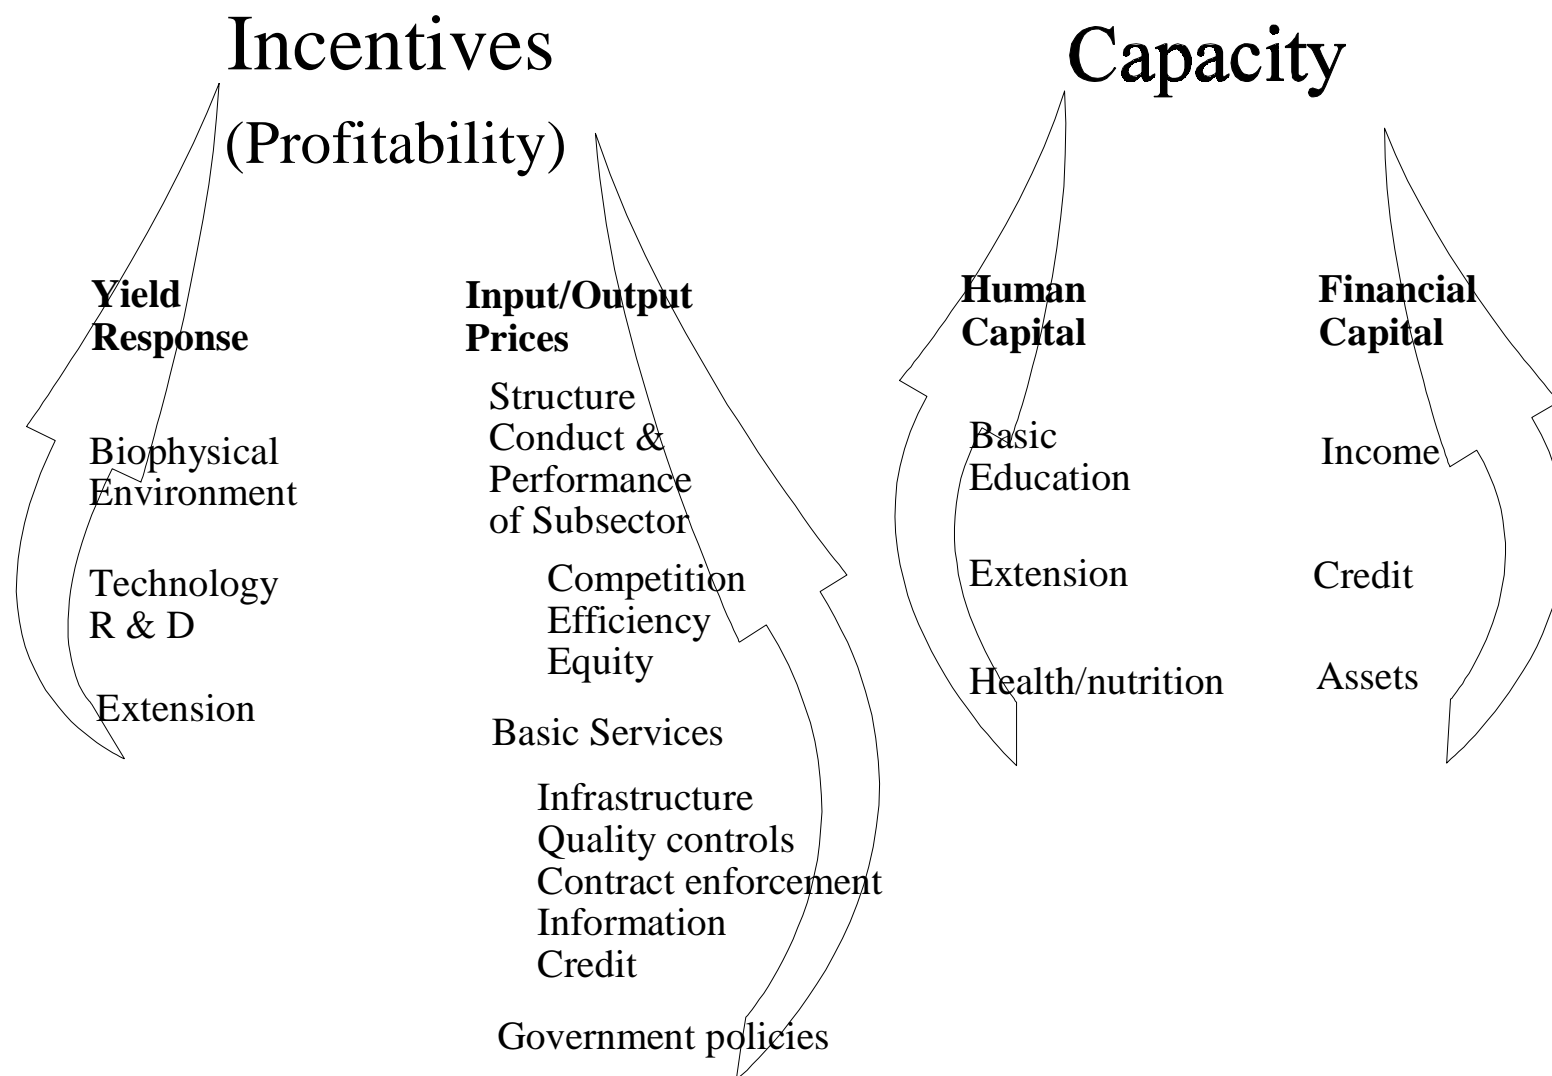 Incentives
(Profitability)
Yield
Response
Biophysical
Environment
Technology
R & D
Extension
Input/Output
Prices
Structure
Conduct &
Performance
of Subsector
Competition
Efficiency
Equity
Basic Services
Infrastructure
Quality controls
Contract enforcement
Information
Credit
Government policies
Capacity
Human
Capital
Basic
Education
Extension
Health/nutrition
Financial
Capital
Income
Credit
Assets